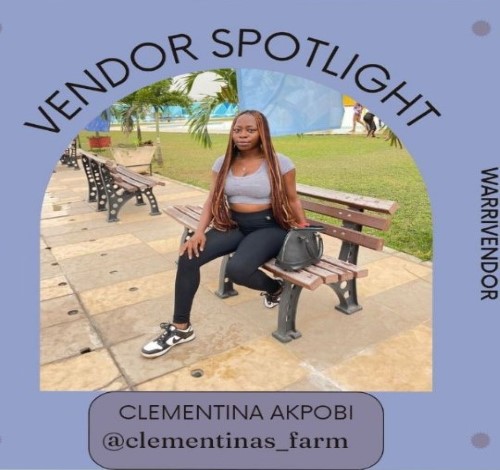 VENDOR SPOTLIGHT
WARRIVENDOR
CLEMENTINA AKPOBI
@clementinas_farm